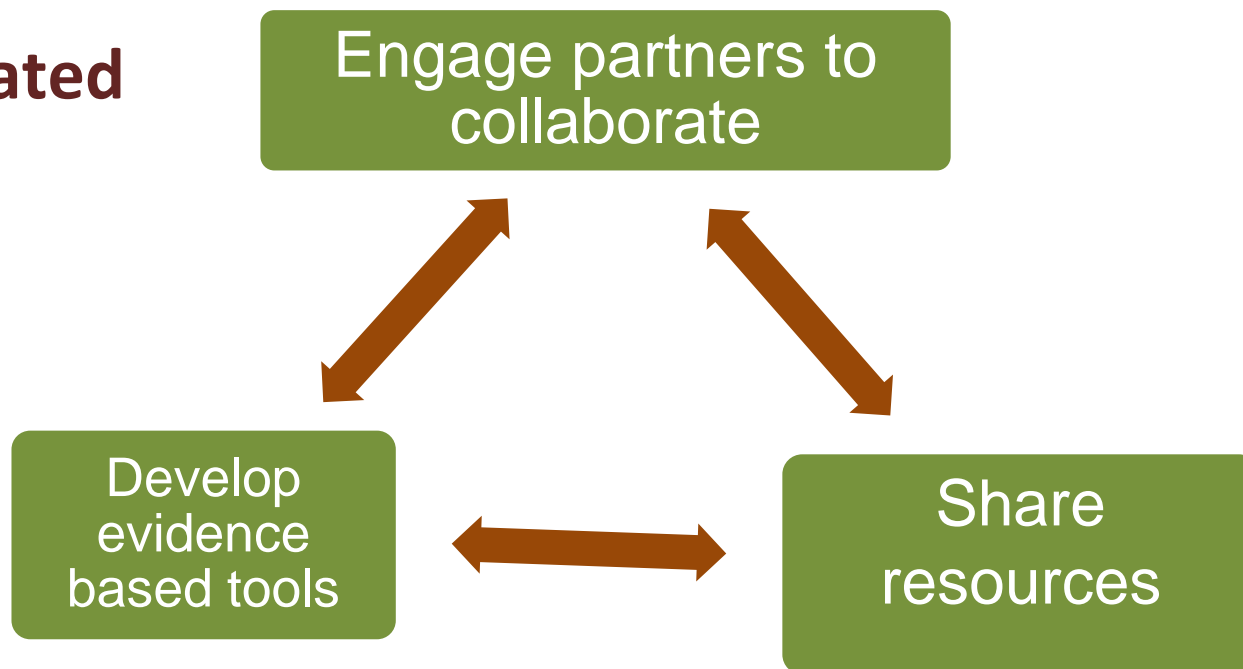 ated
Engage partners to
collaborate
Develop
evidence
based tools
Share
resources